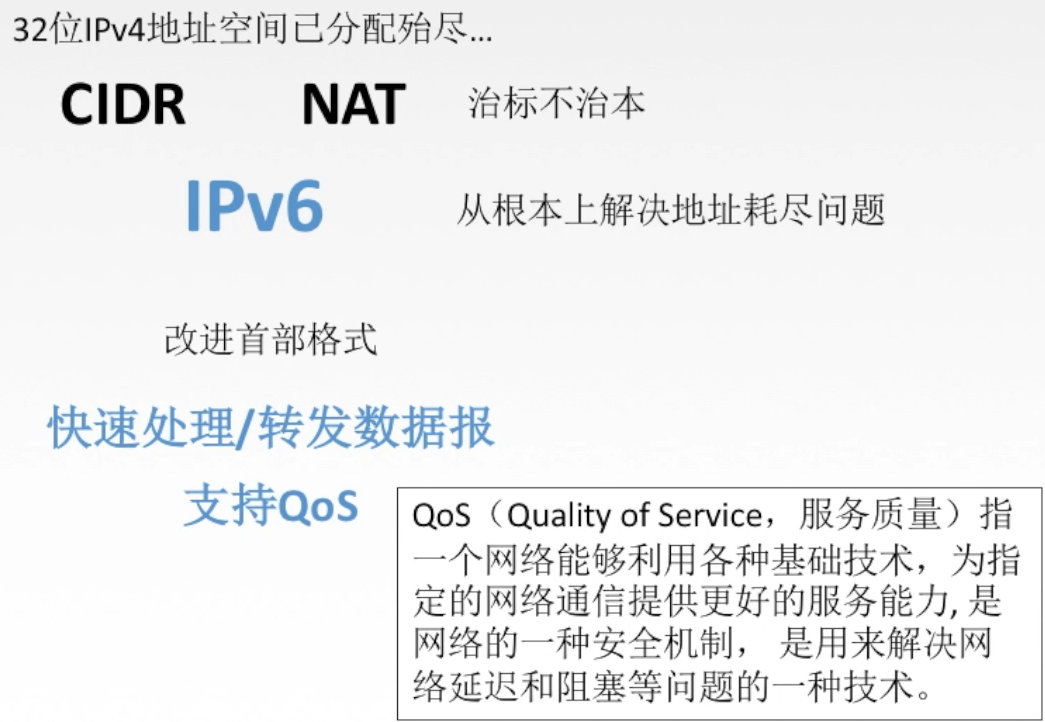 32位IPv4地址空间已分配殆尽...
CIDR NAT 治标不治本
IPv6 从根本上解决地址耗尽问题
改进首部格式
快速处理/转发数据报
支持QoS
QoS（Quality of Service，服务质量）指
一个网络能够利用各种基础技术，为指
定的网络通信提供更好的服务能力, 是
网络的一种安全机制， 是用来解决网
络延迟和阻塞等问题的一种技术。